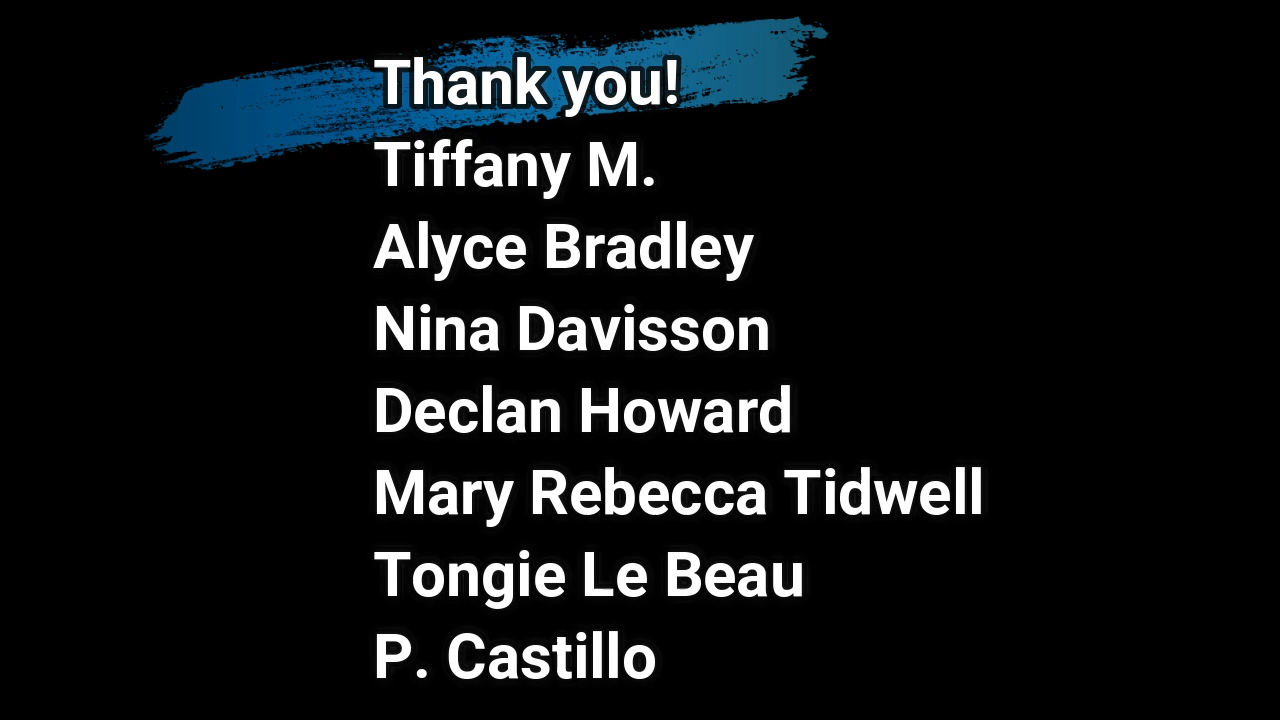 Thank you!
Tiffany M.
Alyce Bradley
Nina Davisson
Declan Howard
Mary Rebecca Tidwell
Tongie Le Beau
P. Castillo